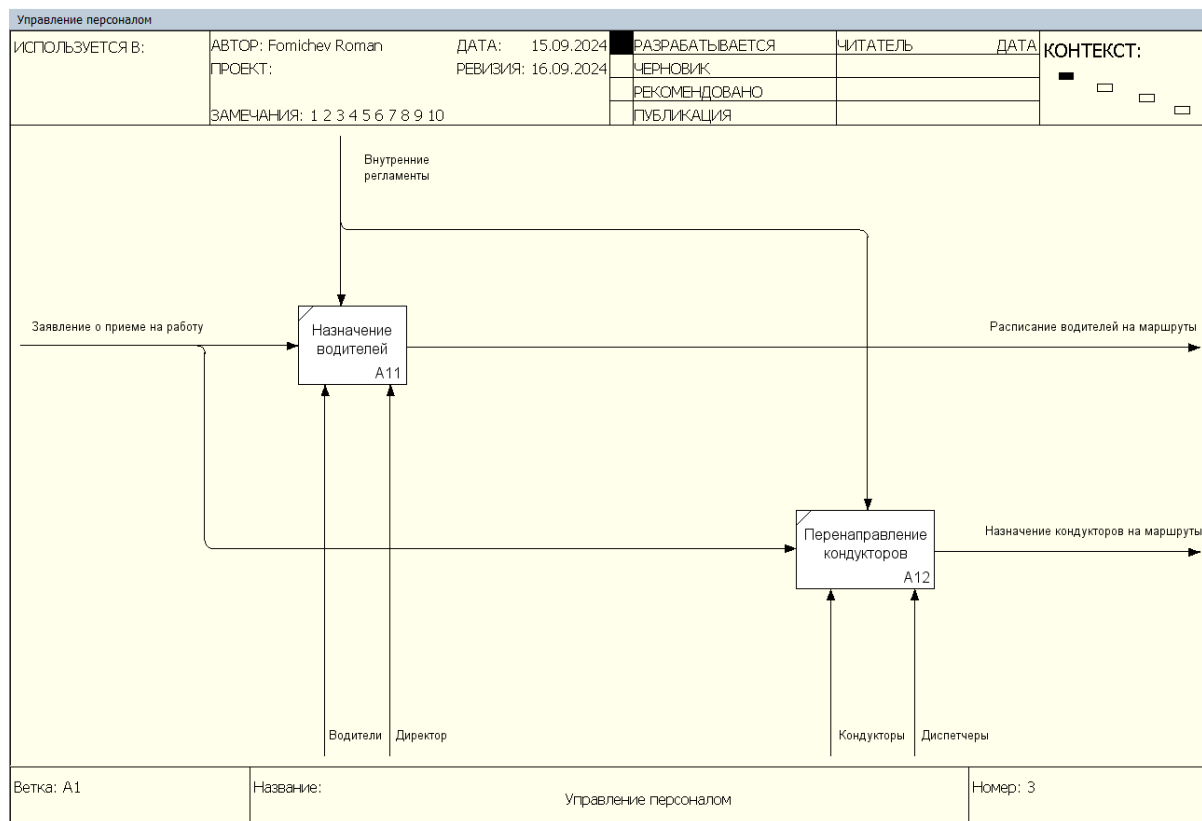 Управление персоналом
ИСПОЛЬЗУЕТСЯ В:
АВТОР: Fomichev Roman
ДАТА: 15.09.2024
РАЗРАБАТЫВАЕТСЯ
ЧИТАТЕЛЬ
ДАТА
КОНТЕКСТ:
ПРОЕКТ:
РЕВИЗИЯ: 16.09.2024
ЧЕРНОВИК
РЕКОМЕНДОВАНО
ЗАМЕЧАНИЯ: 1 2 3 4 5 6 7 8 9 10
ПУБЛИКАЦИЯ
Внутренние
регламенты
Заявление о приеме на работу
Назначение
водителей
A11
Расписание водителей на маршруты
Перенаправление
кондукторов
A12
Назначение кондукторов на маршруты
Водители
Директор
Кондукторы
Диспетчеры
Ветка: A1
Название:
Управление персоналом
Номер: 3